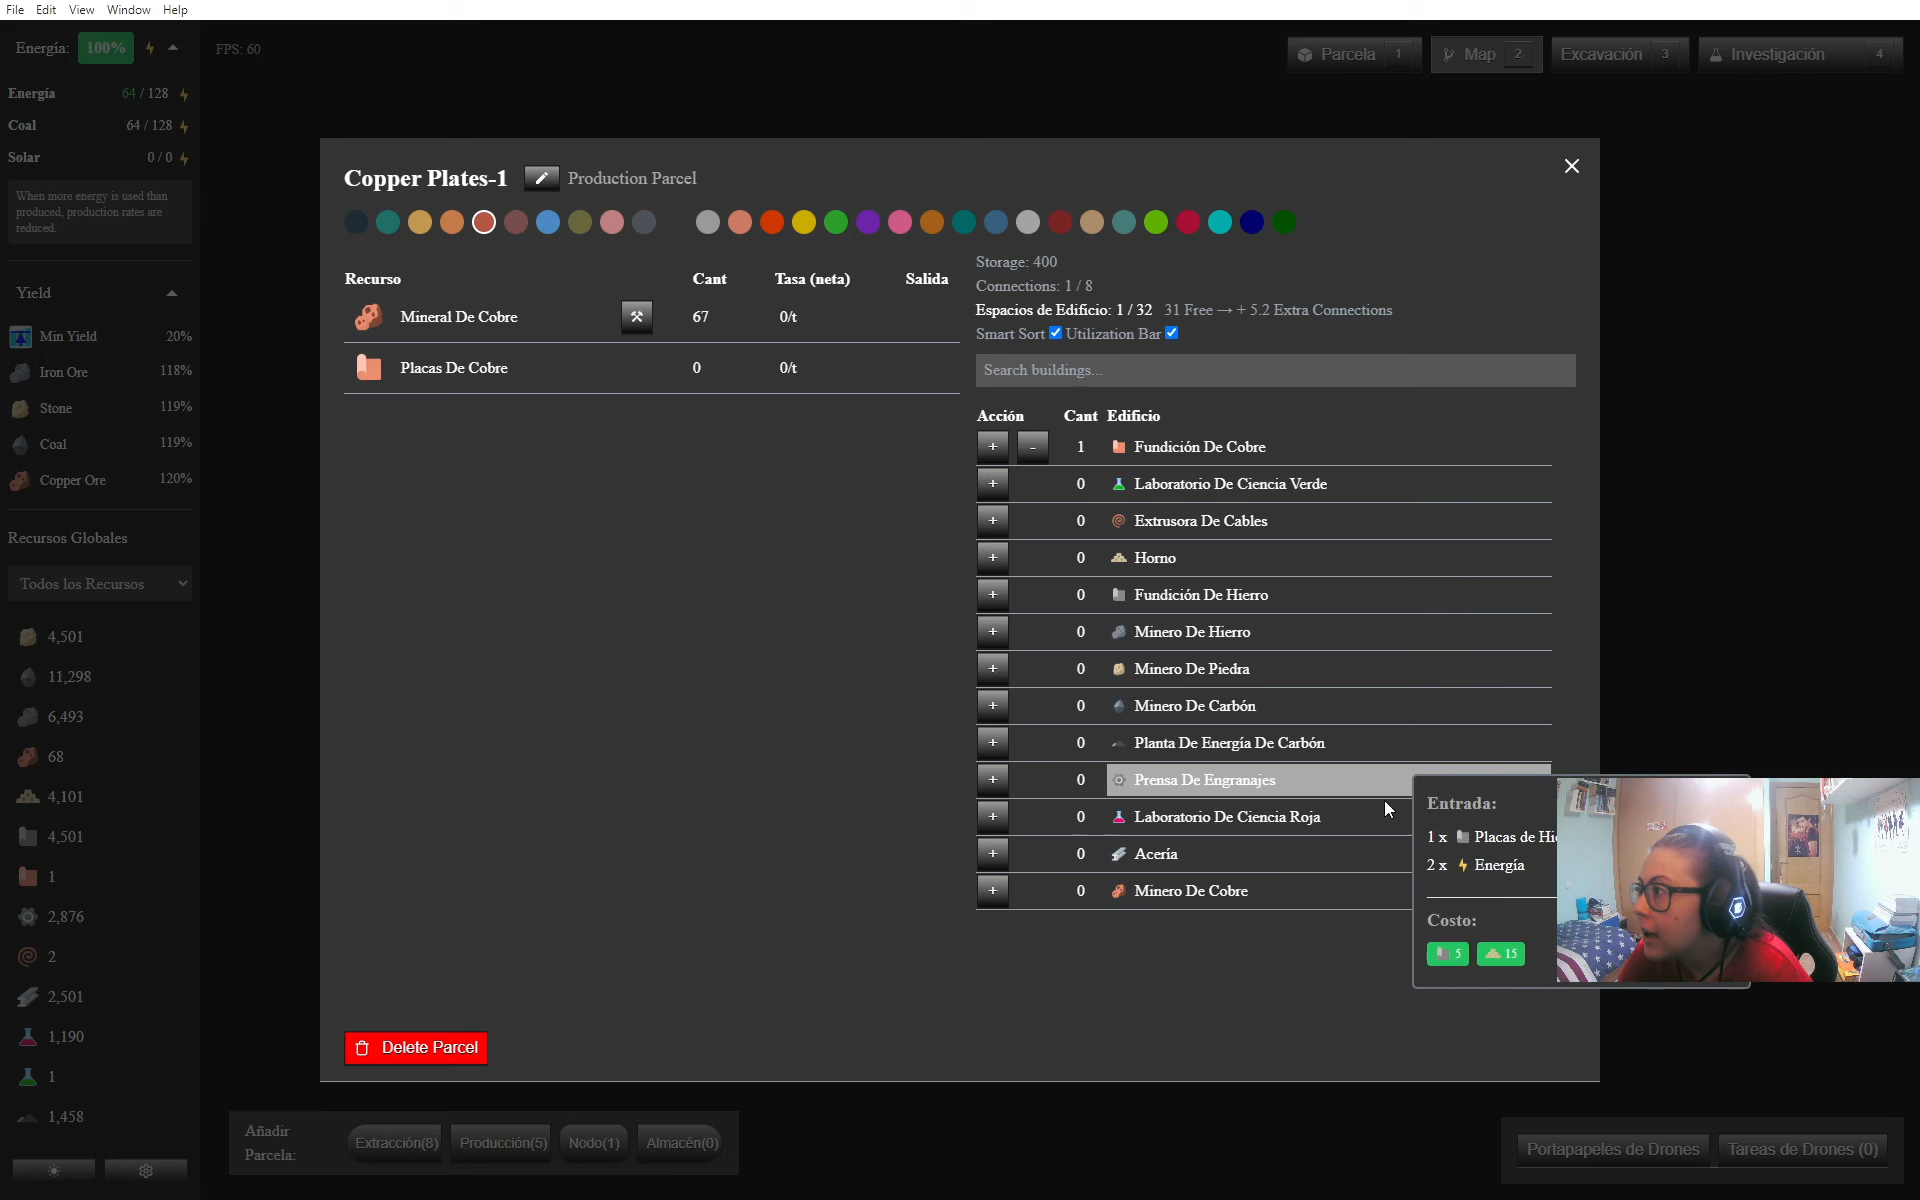 File Edit View Window Help
Energía: 100%
FPS: 60
Parcela 1
Map 2
Excavación 3
Investigación 4
Energía 64 / 128
Coal 64 / 128
Solar 0 / 0
When more energy is used than
produced, production rates are
reduced.
Yield
Min Yield 20%
Iron Ore 118%
Stone 119%
Coal 119%
Copper Ore 120%
Recursos Globales
Todos los Recursos
4,501
11,298
6,493
68
4,101
4,501
1
2,876
2
2,501
1,190
1
1,458
Copper Plates-1 Production Parcel
Recurso Cant Tasa (neta) Salida
Mineral De Cobre 67 0/t
Placas De Cobre 0 0/t
Delete Parcel
Storage: 400
Connections: 1 / 8
Espacios de Edificio: 1 / 32 31 Free → + 5.2 Extra Connections
Smart Sort Utilization Bar
Search buildings...
Acción Cant Edificio
+ - 1 Fundición De Cobre
+ 0 Laboratorio De Ciencia Verde
+ 0 Extrusora De Cables
+ 0 Horno
+ 0 Fundición De Hierro
+ 0 Minero De Hierro
+ 0 Minero De Piedra
+ 0 Minero De Carbón
+ 0 Planta De Energía De Carbón
+ 0 Prensa De Engranajes
+ 0 Laboratorio De Ciencia Roja
+ 0 Acería
+ 0 Minero De Cobre
Entrada:
1 x Placas de Hie
2 x Energía
Costo:
5 15
Añadir
Parcela:
Extracción(8) Producción(5) Nodo(1) Almacén(0)
Portapapeles de Drones Tareas de Drones (0)